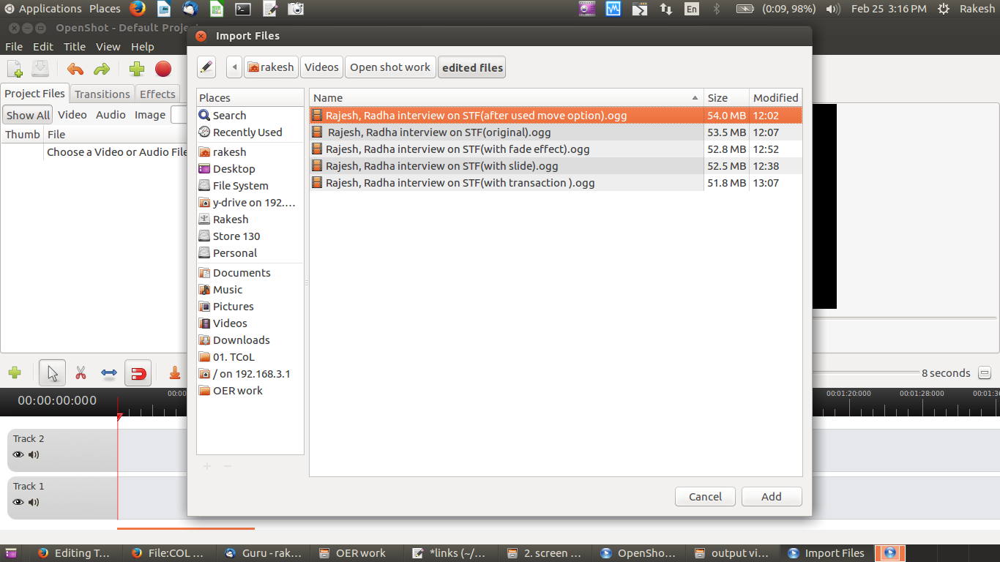 Applications Places En (0:09, 98%) Feb 25 3:16 PM Rakesh
OpenShot - Default Proje
File Edit Title View Help
Import Files
rakesh Videos Open shot work edited files
Project Files Transitions Effects
Show All Video Audio Image
Thumb File
Choose a Video or Audio File
Places
Search
Recently Used
rakesh
Desktop
File System
y-drive on 192....
Rakesh
Store 130
Personal
Documents
Music
Pictures
Videos
Downloads
01. TCoL
/ on 192.168.3.1
OER work
Name Size Modified
Rajesh, Radha interview on STF(after used move option).ogg 54.0 MB 12:02
Rajesh, Radha interview on STF(original).ogg 53.5 MB 12:07
Rajesh, Radha interview on STF(with fade effect).ogg 52.8 MB 12:52
Rajesh, Radha interview on STF(with slide).ogg 52.5 MB 12:38
Rajesh, Radha interview on STF(with transaction ).ogg 51.8 MB 13:07
Cancel Add
8 seconds
00:00:00:000 00:00 00:01:20:000 00:01:28:000 00:01:36
Track 2
Track 1
Editing T... File:COL ... Guru - rak... OER work *links (~/... 2. screen ... OpenSho... output vi... Import Files